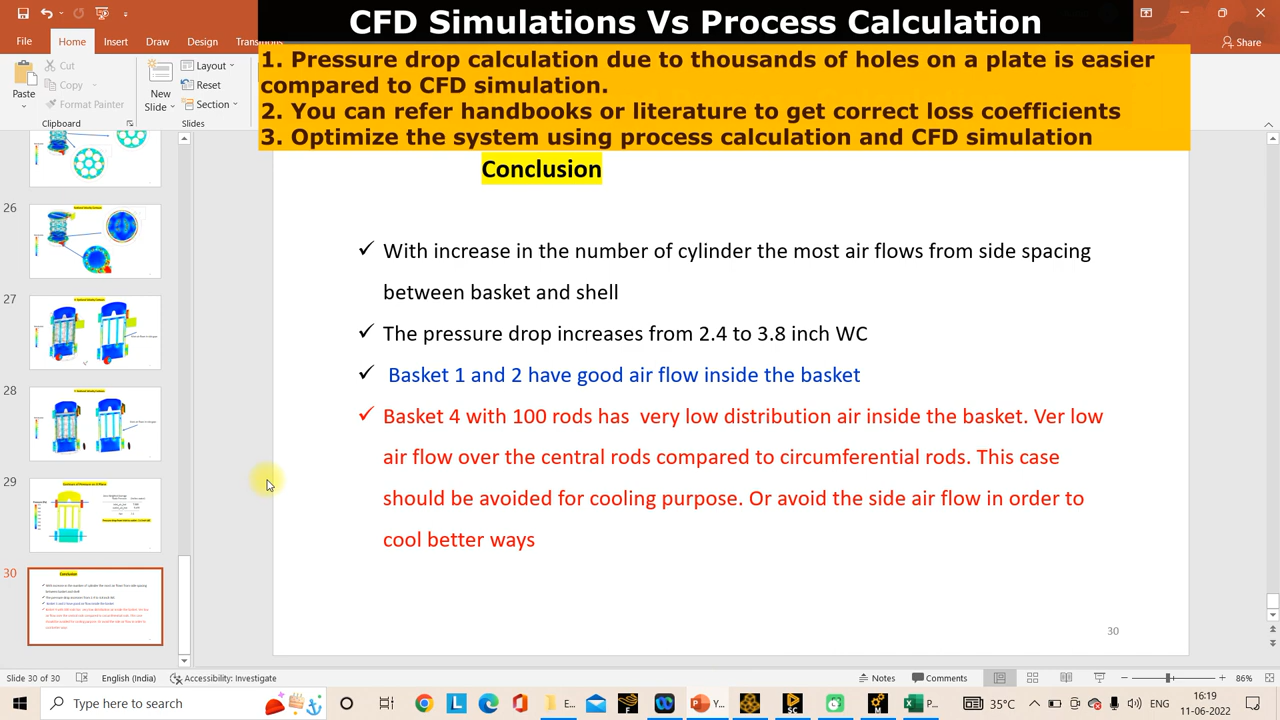 CFD Simulations Vs Process Calculation
1. Pressure drop calculation due to thousands of holes on a plate is easier
compared to CFD simulation.
2. You can refer handbooks or literature to get correct loss coefficients
3. Optimize the system using process calculation and CFD simulation
File Home Insert Draw Design Transitions
Share
Paste
Cut
Copy
Format Painter
Clipboard
New
Slide
Layout
Reset
Section
Slides
26
27
28
29
30
Conclusion
✓ With increase in the number of cylinder the most air flows from side spacing
between basket and shell
✓ The pressure drop increases from 2.4 to 3.8 inch WC
✓ Basket 1 and 2 have good air flow inside the basket
✓ Basket 4 with 100 rods has very low distribution air inside the basket. Ver low
air flow over the central rods compared to circumferential rods. This case
should be avoided for cooling purpose. Or avoid the side air flow in order to
cool better ways
30
Slide 30 of 30 English (India) Accessibility: Investigate Notes Comments 86%
Type here to search 35°C ENG 16:19
11-06-2022